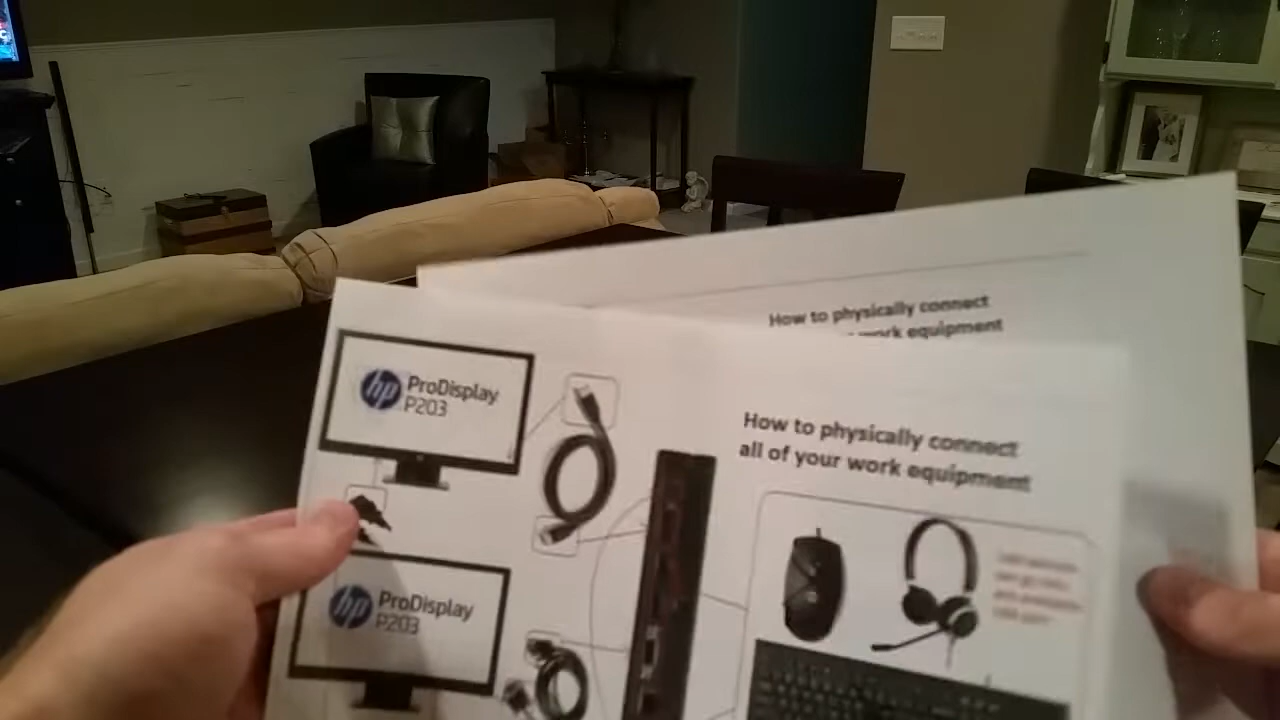 How to physically connect
work equipment
hp ProDisplay
P203
How to physically connect
all of your work equipment
hp ProDisplay
P203